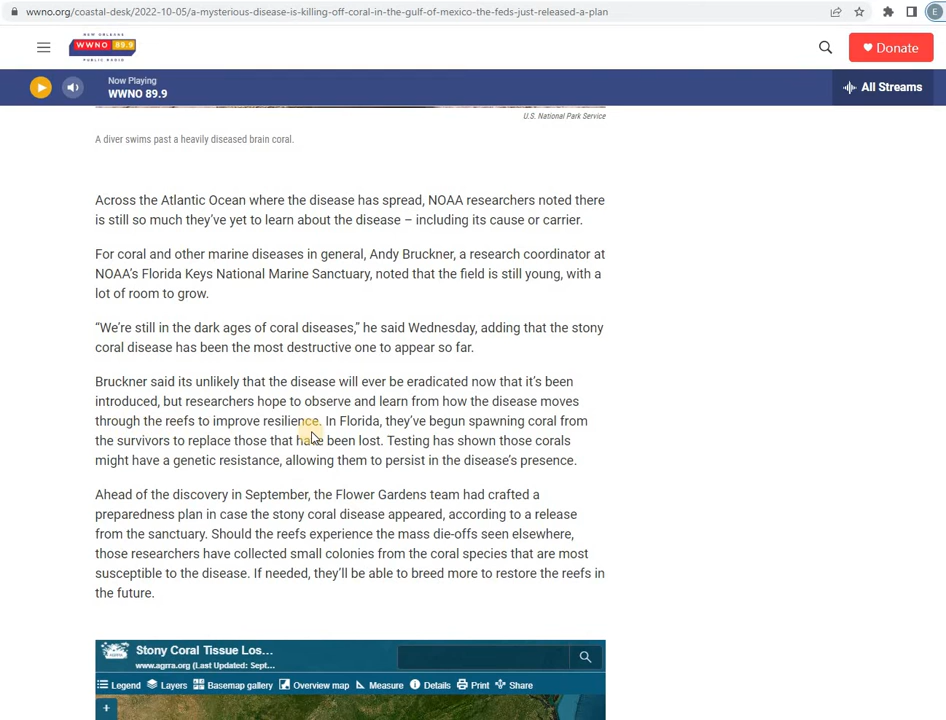 wwno.org/coastal-desk/2022-10-05/a-mysterious-disease-is-killing-off-coral-in-the-gulf-of-mexico-the-feds-just-released-a-plan
E
NEW ORLEANS
WWNO 89.9
PUBLIC RADIO
Donate
Now Playing
WWNO 89.9
All Streams
U.S. National Park Service
A diver swims past a heavily diseased brain coral.
Across the Atlantic Ocean where the disease has spread, NOAA researchers noted there
is still so much they’ve yet to learn about the disease – including its cause or carrier.
For coral and other marine diseases in general, Andy Bruckner, a research coordinator at
NOAA’s Florida Keys National Marine Sanctuary, noted that the field is still young, with a
lot of room to grow.
“We’re still in the dark ages of coral diseases,” he said Wednesday, adding that the stony
coral disease has been the most destructive one to appear so far.
Bruckner said its unlikely that the disease will ever be eradicated now that it’s been
introduced, but researchers hope to observe and learn from how the disease moves
through the reefs to improve resilience. In Florida, they’ve begun spawning coral from
the survivors to replace those that have been lost. Testing has shown those corals
might have a genetic resistance, allowing them to persist in the disease’s presence.
Ahead of the discovery in September, the Flower Gardens team had crafted a
preparedness plan in case the stony coral disease appeared, according to a release
from the sanctuary. Should the reefs experience the mass die-offs seen elsewhere,
those researchers have collected small colonies from the coral species that are most
susceptible to the disease. If needed, they’ll be able to breed more to restore the reefs in
the future.
Stony Coral Tissue Los...
www.agrra.org (Last Updated: Sept...
Legend Layers Basemap gallery Overview map Measure Details Print Share
+